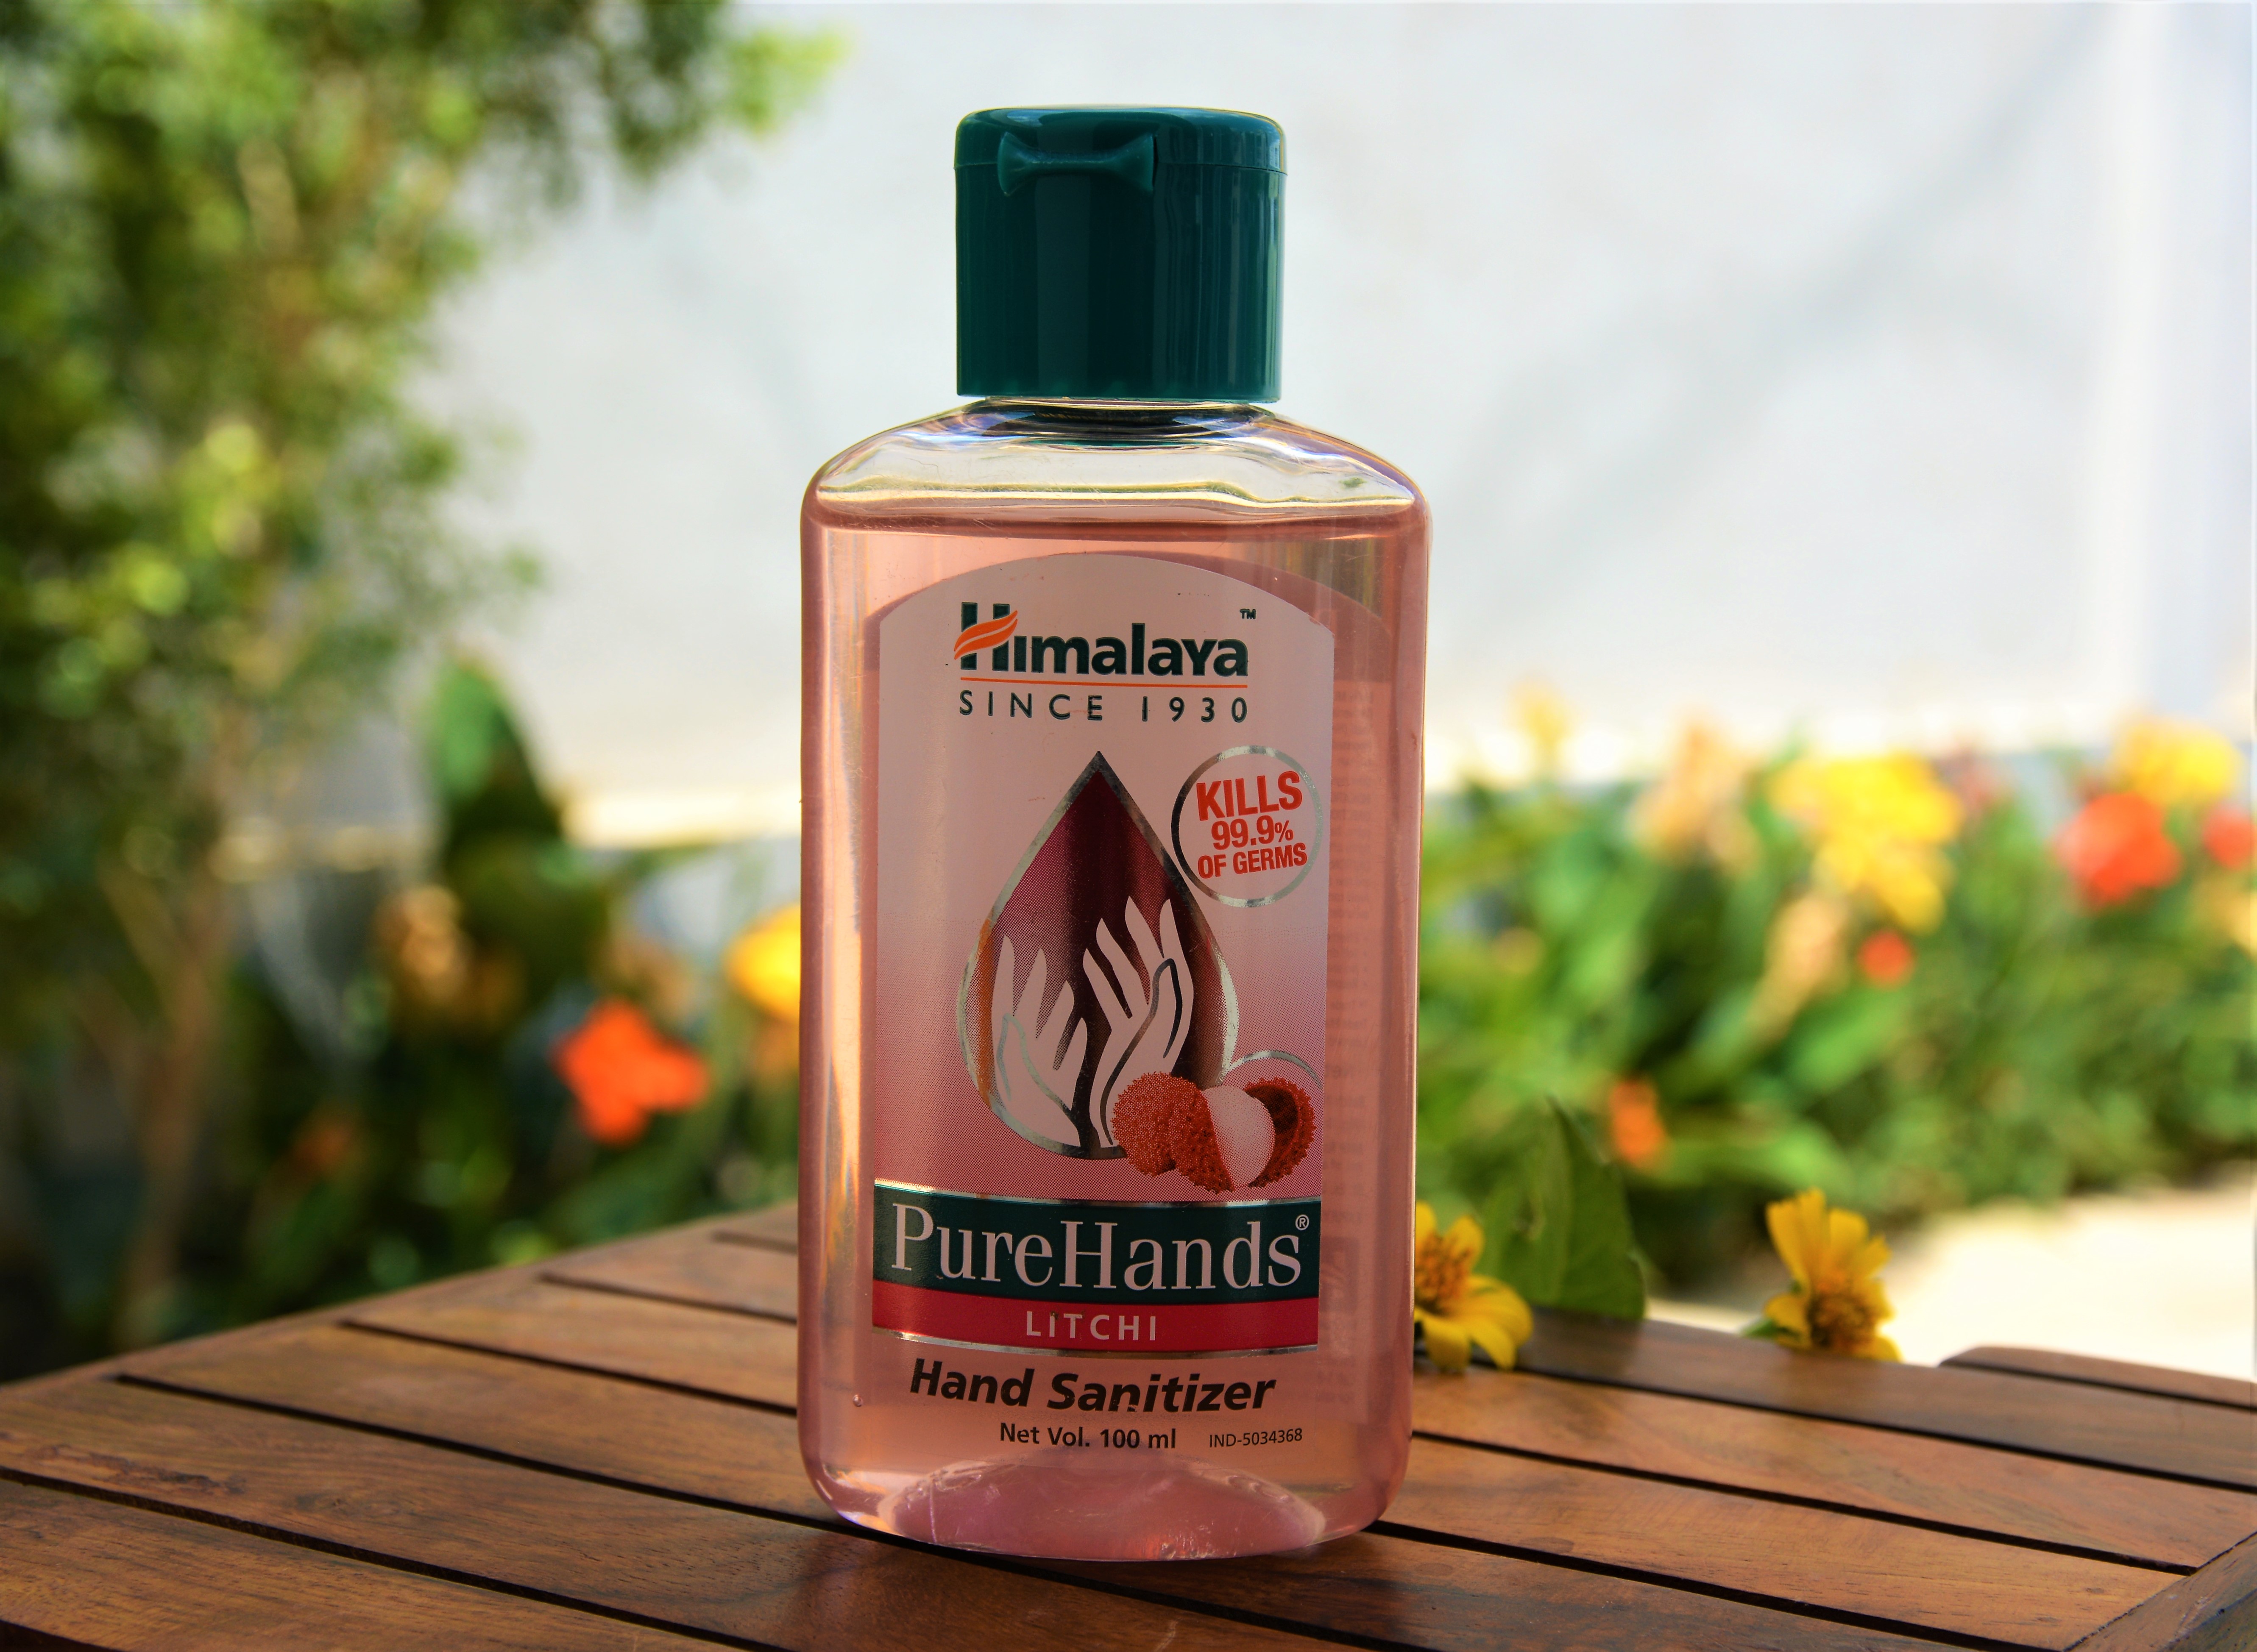 Himalaya™
SINCE 1930
KILLS
99.9%
OF GERMS
PureHands®
LITCHI
Hand Sanitizer
Net Vol. 100 ml IND-5034368